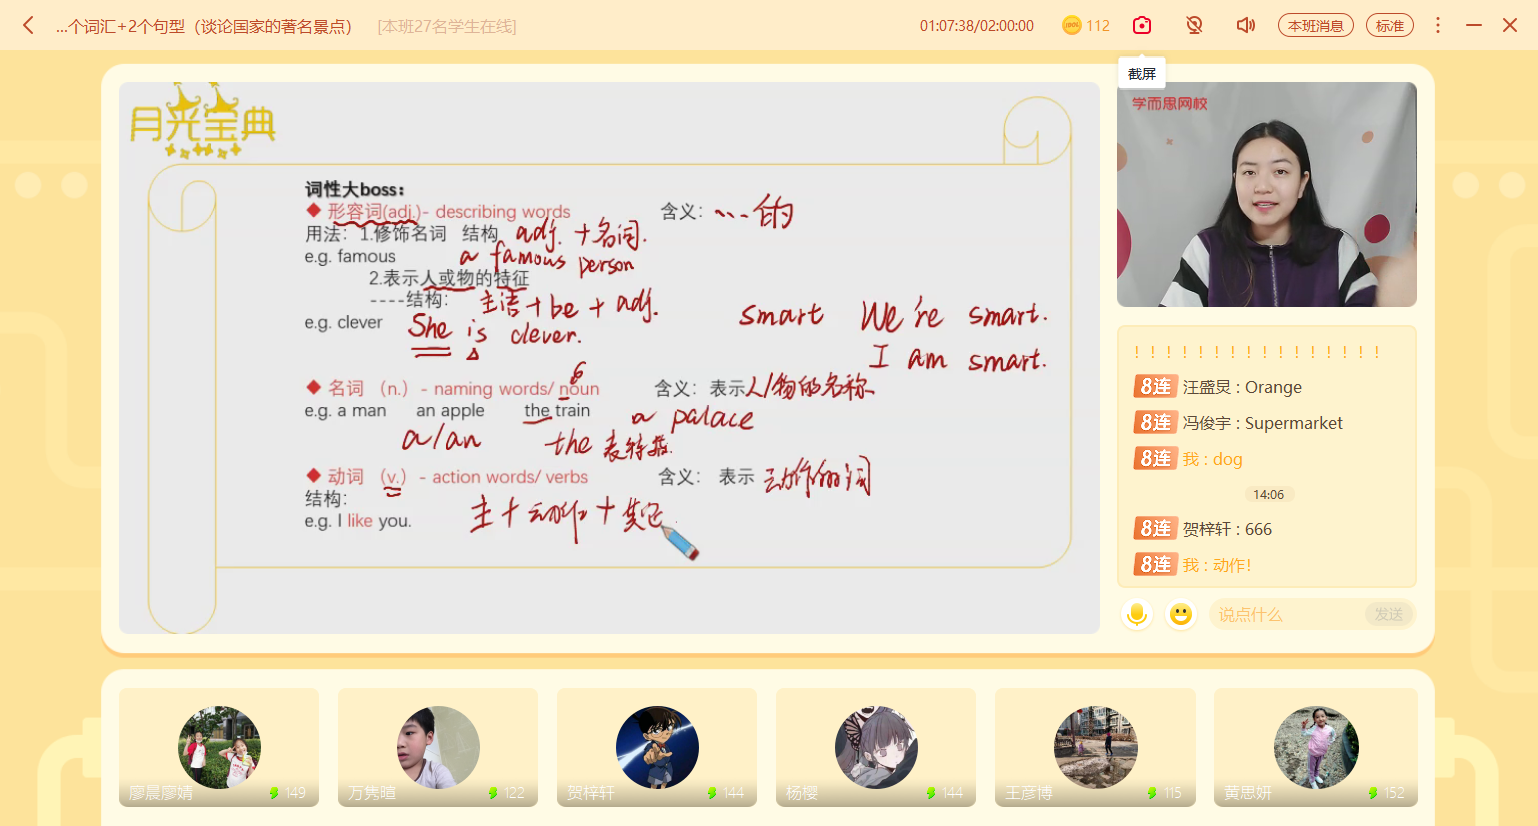 ...个词汇+2个句型（谈论国家的著名景点） [本班27名学生在线] 01:07:38/02:00:00 112 本班消息 标准
截屏
月光宝典
学而思网校
词性大boss：
◆ 形容词(adj.)- describing words 含义：...的
用法：1.修饰名词 结构 adj. +名词.
e.g. famous a famous person
2.表示人或物的特征
----结构： 主语+be+adj.
e.g. clever She is clever.
smart We're smart.
I am smart.
◆ 名词 （n.） - naming words/ noun 含义：表示人/物的名称
e.g. a man an apple the train a palace
a/an the 表特指.
◆ 动词 （v.） - action words/ verbs 含义： 表示 动作的词
结构：
e.g. I like you. 主+动作+其它
！！！！！！！！！！！！！！！！
8连 汪盛炅 : Orange
8连 冯俊宇 : Supermarket
8连 我 : dog
14:06
8连 贺梓轩 : 666
8连 我 : 动作！
说点什么 发送
廖晨廖婧 149
万隽暄 122
贺梓轩 144
杨樱 144
王彦博 115
黄思妍 152